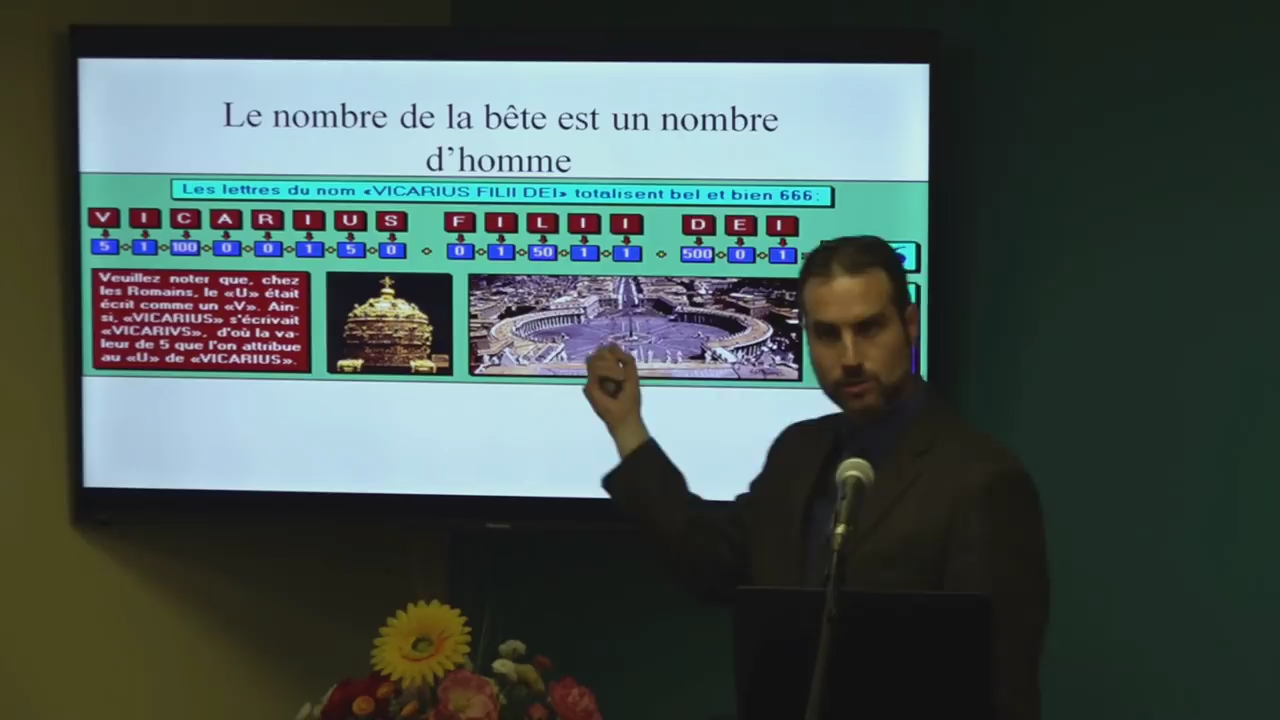 Le nombre de la bête est un nombre
d'homme
Les lettres du nom «VICARIUS FILII DEI» totalisent bel et bien 666:
V I C A R I U S F I L I I D E I
5 1 100 0 0 1 5 0 0 1 50 1 1 500 0 1
Veuillez noter que, chez
les Romains, le «U» était
écrit comme un «V». Ain-
si, «VICARIUS» s'écrivait
«VICARIVS», d'où la va-
leur de 5 que l'on attribue
au «U» de «VICARIUS».